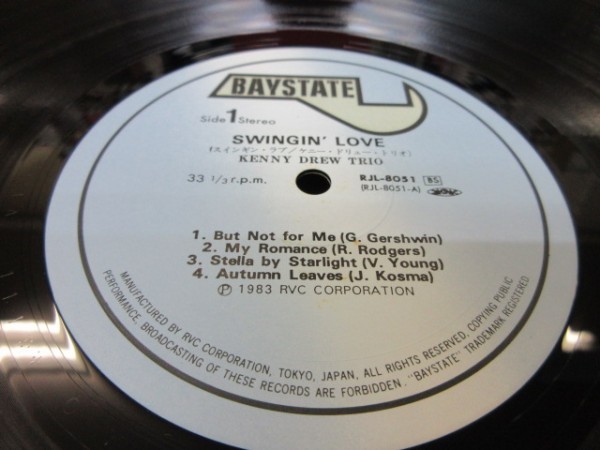 BAYSTATE
Side 1 Stereo
SWINGIN' LOVE
(スインギン・ラブ/ケニー・ドリュー・トリオ)
KENNY DREW TRIO
33 1/3 r.p.m.
RJL-8051 BS
(RJL-8051-A)
1. But Not for Me (G. Gershwin)
2. My Romance (R. Rodgers)
3. Stella by Starlight (V. Young)
4. Autumn Leaves (J. Kosma)
Ⓟ 1983 RVC CORPORATION
MANUFACTURED BY RVC CORPORATION, TOKYO, JAPAN, ALL RIGHTS RESERVED, COPYING PUBLIC
PERFORMANCE, BROADCASTING OF THESE RECORDS ARE FORBIDDEN. "BAYSTATE" TRADEMARK REGISTERED